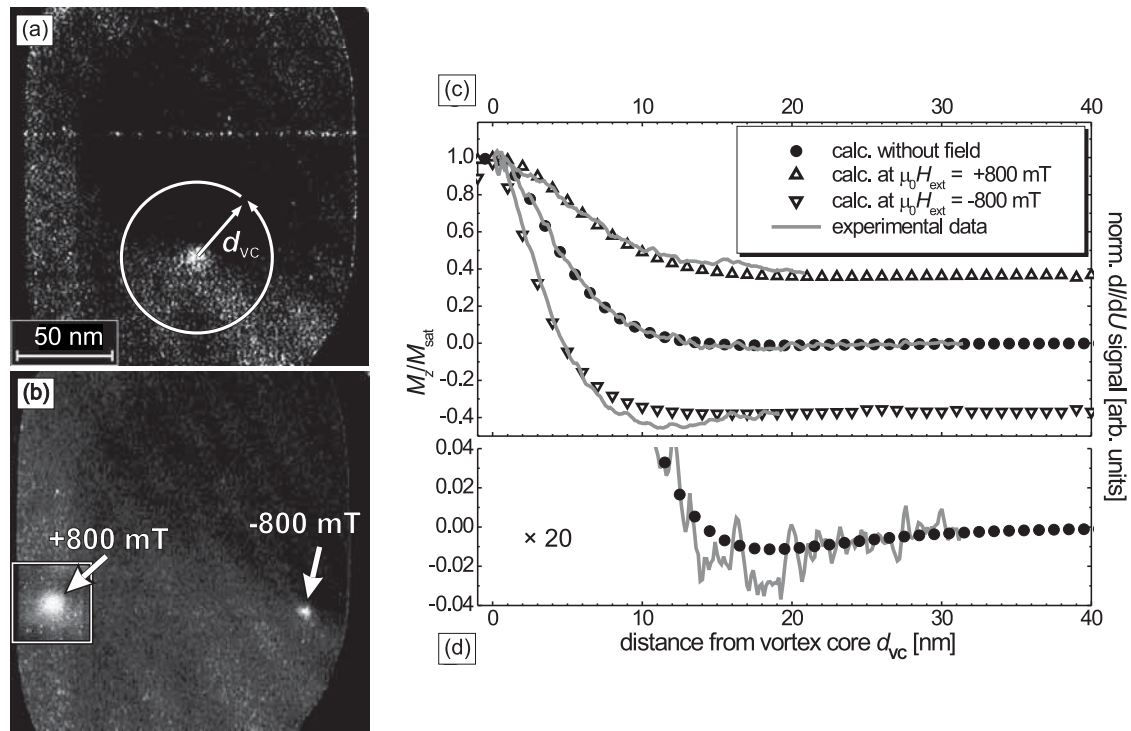 (a)
d_vc
50 nm
(b)
+800 mT
-800 mT
(c)
0 10 20 30 40
1.0
0.8
0.6
0.4
0.2
0.0
-0.2
-0.4
M_z/M_sat
calc. without field
calc. at μ₀H_ext = +800 mT
calc. at μ₀H_ext = -800 mT
experimental data
norm. dI/dU signal [arb. units]
0.04
0.02
0.00
-0.02
-0.04
× 20
0 10 20 30 40
distance from vortex core d_vc [nm]
(d)